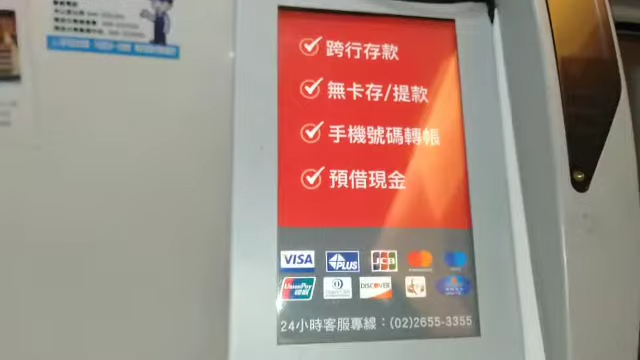 跨行存款
無卡存/提款
手機號碼轉帳
預借現金
VISA
PLUS
JCB
UnionPay
銀聯
DISCOVER
24小時客服專線：(02)2655-3355